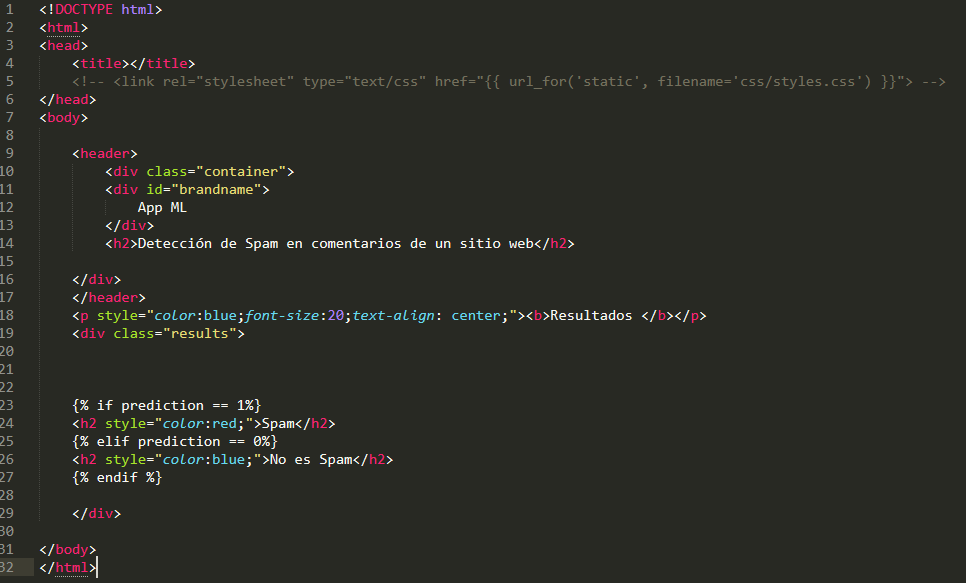 1 <!DOCTYPE html>
2 <html>
3 <head>
4     <title></title>
5     <!-- <link rel="stylesheet" type="text/css" href="{{ url_for('static', filename='css/styles.css') }}"> -->
6 </head>
7 <body>
8
9     <header>
10         <div class="container">
11         <div id="brandname">
12             App ML
13         </div>
14         <h2>Detección de Spam en comentarios de un sitio web</h2>
15
16     </div>
17     </header>
18     <p style="color:blue;font-size:20;text-align: center;"><b>Resultados </b></p>
19     <div class="results">
20
21
22
23     {% if prediction == 1%}
24     <h2 style="color:red;">Spam</h2>
25     {% elif prediction == 0%}
26     <h2 style="color:blue;">No es Spam</h2>
27     {% endif %}
28
29     </div>
30
31 </body>
32 </html>